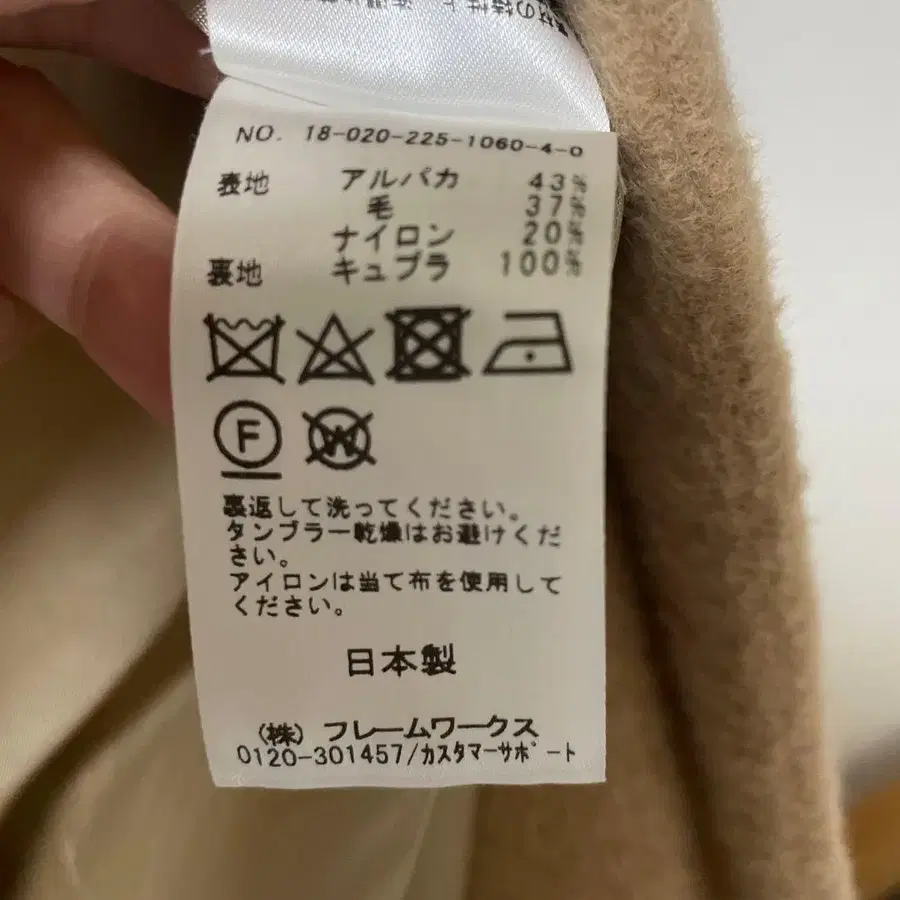 NO. 18-020-225-1060-4-0
表地 アルパカ 43%
毛 37%
ナイロン 20%
裏地 キュプラ 100%
F
W
裏返して洗ってください。
タンブラー乾燥はお避けくだ
さい。
アイロンは当て布を使用して
ください。
日本製
(株)フレームワークス
0120-301457/カスタマーサポート